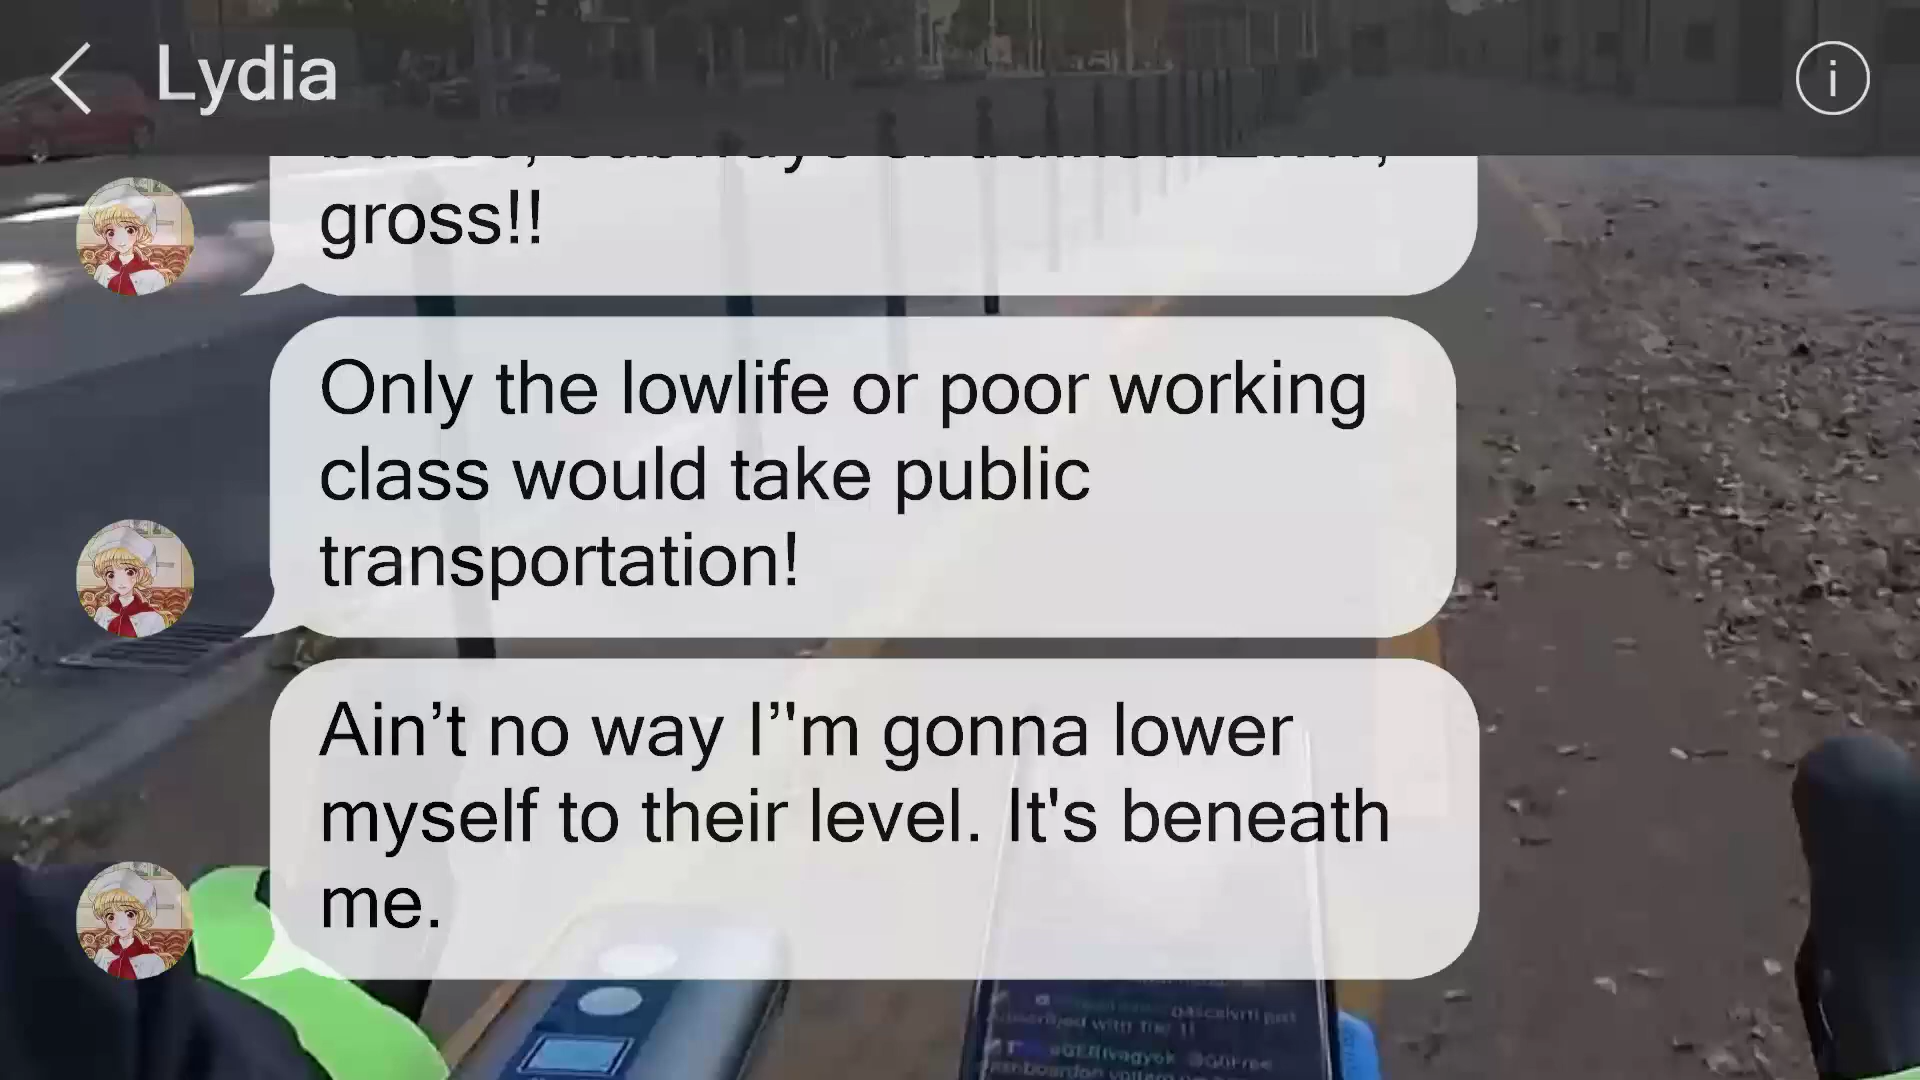 Lydia
gross!!
Only the lowlife or poor working
class would take public
transportation!
Ain’t no way I’'m gonna lower
myself to their level. It's beneath
me.